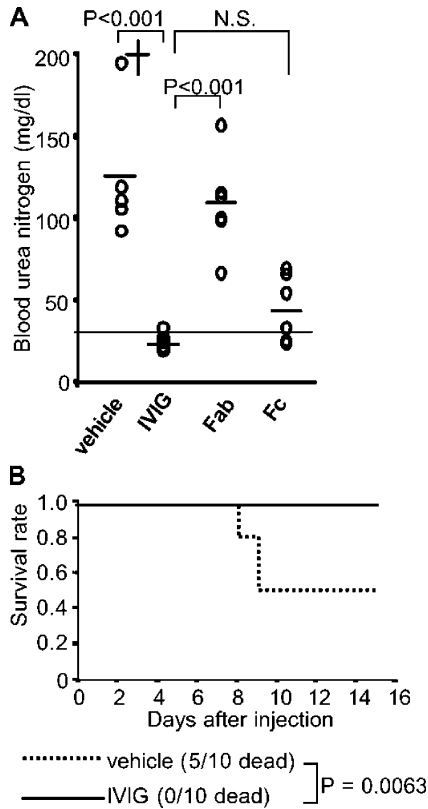 A
P<0.001
N.S.
P<0.001
Blood urea nitrogen (mg/dl)
200
150
100
50
0
vehicle
IVIG
Fab
Fc
B
Survival rate
1.0
0.8
0.6
0.4
0.2
0
0 2 4 6 8 10 12 14 16
Days after injection
vehicle (5/10 dead)
IVIG (0/10 dead)
P = 0.0063